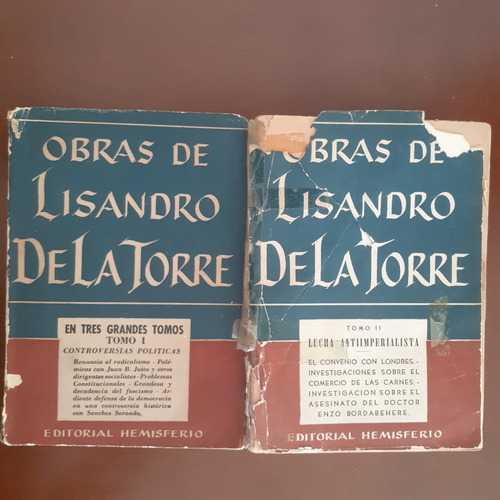 OBRAS DE
LISANDRO
DE LA TORRE
EN TRES GRANDES TOMOS
TOMO I
CONTROVERSIAS POLITICAS
Renuncia al radicalismo - Polé-
micas con Juan B. Justo y otros
dirigentes socialistas - Problemas
Constitucionales - Grandeza y
decadencia del fascismo - Ar-
diente defensa de la democracia
en una controversia histórica
con Sanchez Sorondo.
EDITORIAL HEMISFERIO
OBRAS DE
LISANDRO
DE LA TORRE
TOMO II
LUCHA ANTIIMPERIALISTA
EL CONVENIO CON LONDRES.-
INVESTIGACIONES SOBRE EL
COMERCIO DE LAS CARNES.-
INVESTIGACION SOBRE EL
ASESINATO DEL DOCTOR
ENZO BORDABEHERE.
EDITORIAL HEMISFERIO